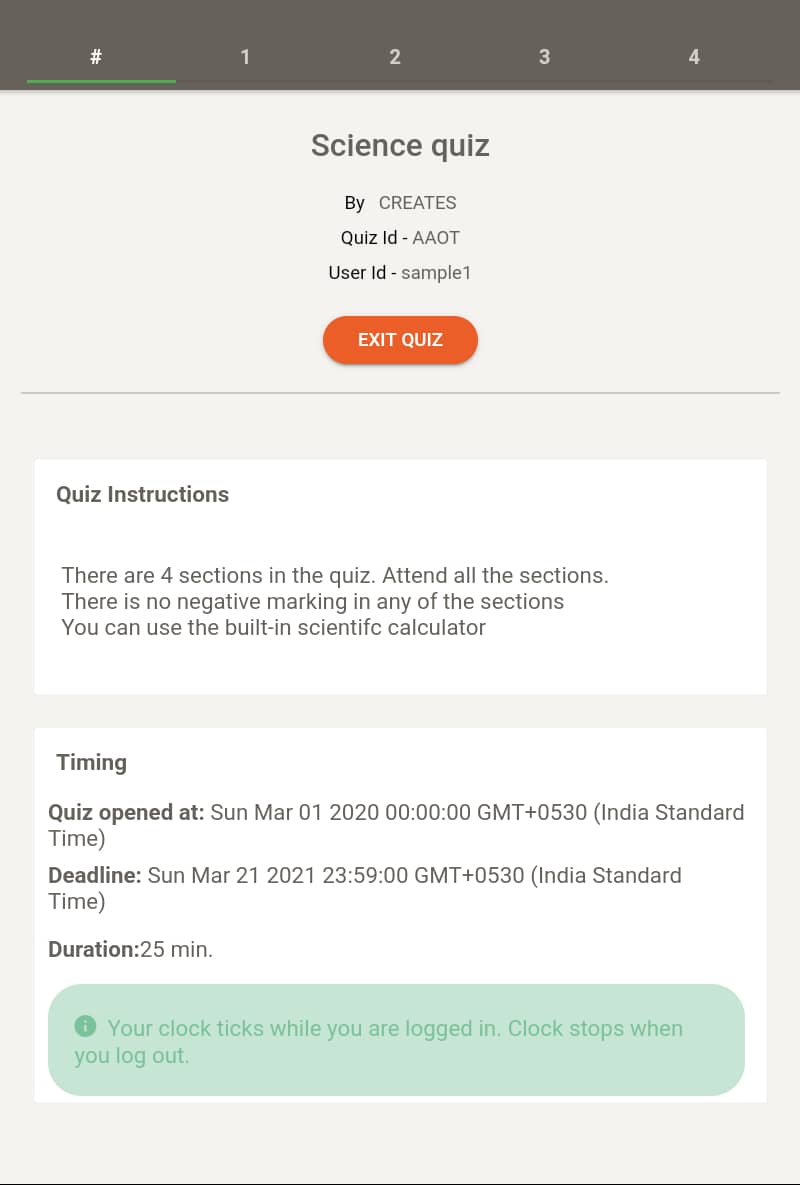 # 1 2 3 4
Science quiz
By CREATES
Quiz Id - AAOT
User Id - sample1
EXIT QUIZ
Quiz Instructions
There are 4 sections in the quiz. Attend all the sections.
There is no negative marking in any of the sections
You can use the built-in scientifc calculator
Timing
Quiz opened at: Sun Mar 01 2020 00:00:00 GMT+0530 (India Standard
Time)
Deadline: Sun Mar 21 2021 23:59:00 GMT+0530 (India Standard
Time)
Duration:25 min.
Your clock ticks while you are logged in. Clock stops when
you log out.